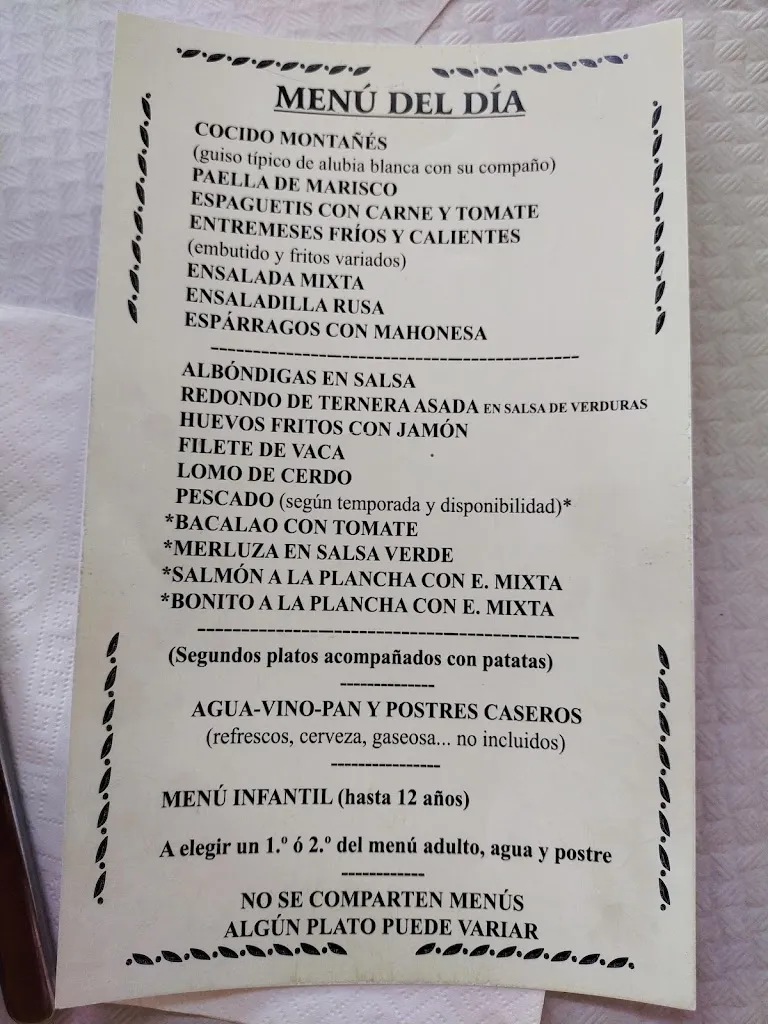 MENÚ DEL DÍA
COCIDO MONTAÑÉS
(guiso típico de alubia blanca con su compaño)
PAELLA DE MARISCO
ESPAGUETIS CON CARNE Y TOMATE
ENTREMESES FRÍOS Y CALIENTES
(embutido y fritos variados)
ENSALADA MIXTA
ENSALADILLA RUSA
ESPÁRRAGOS CON MAHONESA
ALBÓNDIGAS EN SALSA
REDONDO DE TERNERA ASADA EN SALSA DE VERDURAS
HUEVOS FRITOS CON JAMÓN
FILETE DE VACA
LOMO DE CERDO
PESCADO (según temporada y disponibilidad)*
*BACALAO CON TOMATE
*MERLUZA EN SALSA VERDE
*SALMÓN A LA PLANCHA CON E. MIXTA
*BONITO A LA PLANCHA CON E. MIXTA
(Segundos platos acompañados con patatas)
AGUA-VINO-PAN Y POSTRES CASEROS
(refrescos, cerveza, gaseosa... no incluidos)
MENÚ INFANTIL (hasta 12 años)
A elegir un 1.º ó 2.º del menú adulto, agua y postre
NO SE COMPARTEN MENÚS
ALGÚN PLATO PUEDE VARIAR